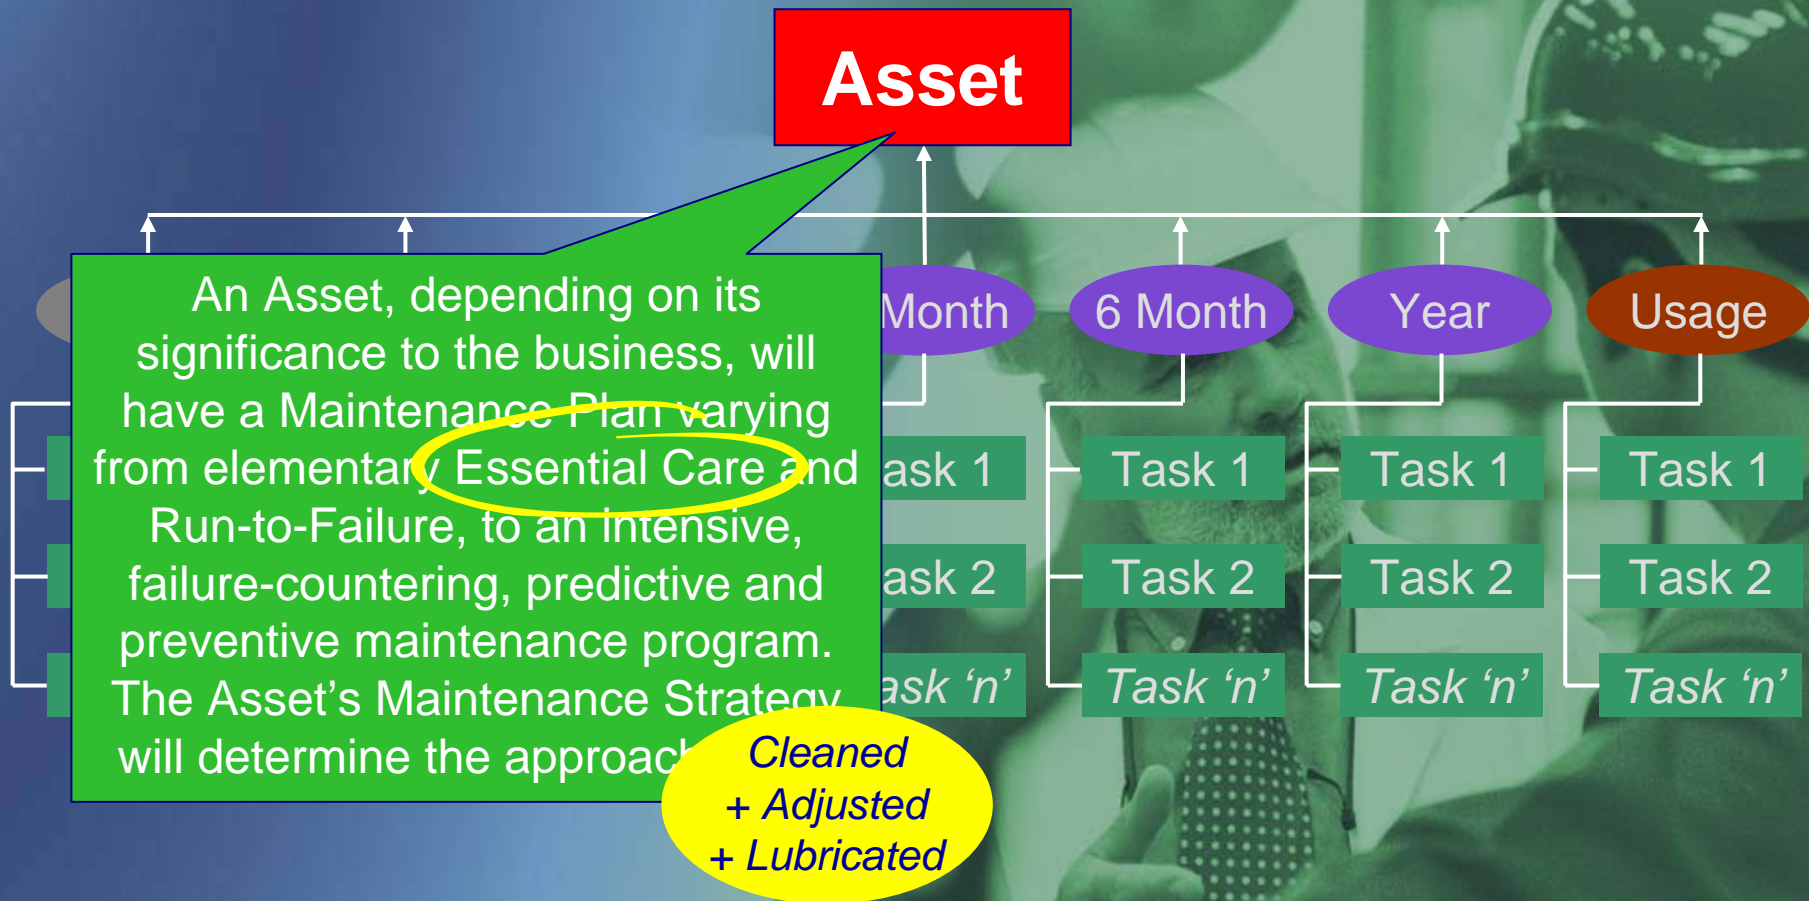 Asset
An Asset, depending on its
significance to the business, will
have a Maintenance Plan varying
from elementary Essential Care and
Run-to-Failure, to an intensive,
failure-countering, predictive and
preventive maintenance program.
The Asset’s Maintenance Strategy
will determine the approach
Cleaned
+ Adjusted
+ Lubricated
Month
6 Month
Year
Usage
Task 1
Task 1
Task 1
Task 1
Task 2
Task 2
Task 2
Task 2
Task ‘n’
Task ‘n’
Task ‘n’
Task ‘n’